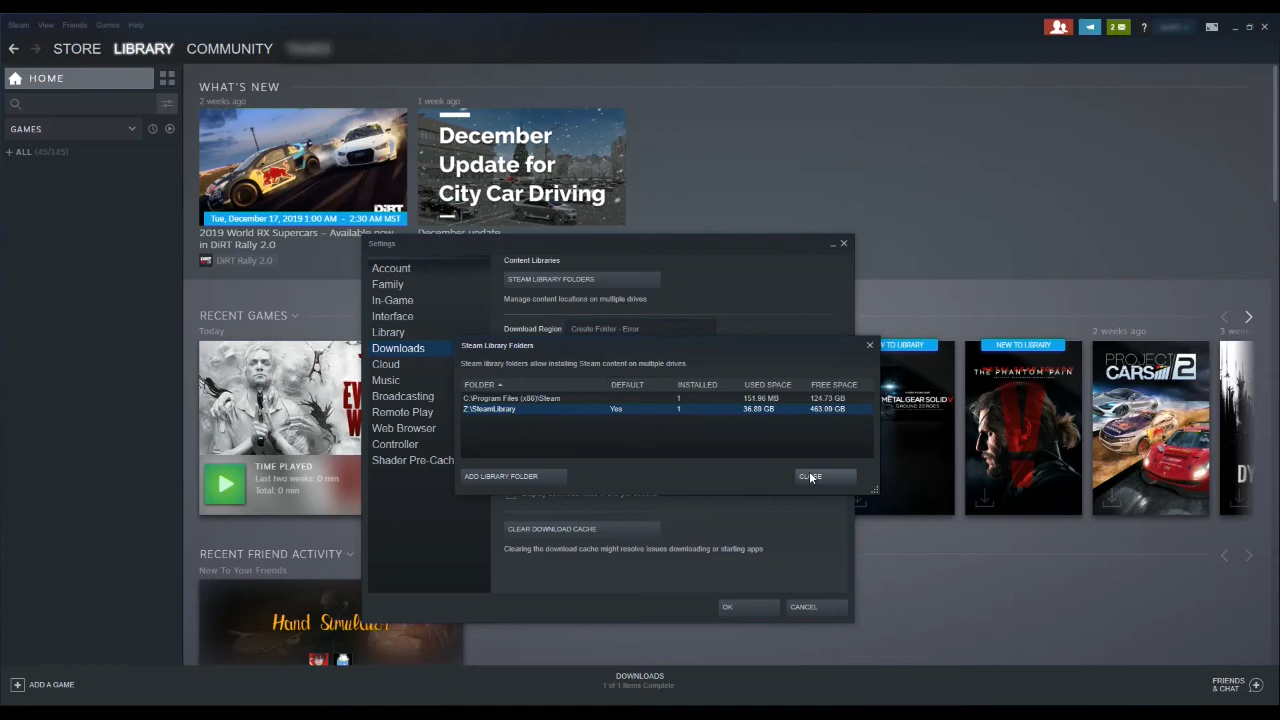 Steam View Friends Games Help
2
?
STORE LIBRARY COMMUNITY
HOME
GAMES
+ ALL (45/145)
WHAT'S NEW
2 weeks ago
1 week ago
December
Update for
City Car Driving
DiRT
Tue, December 17, 2019 1:00 AM - 2:30 AM MST
2019 World RX Supercars – Available now
in DiRT Rally 2.0
DiRT Rally 2.0
December update
RECENT GAMES
Today
TIME PLAYED
Last two weeks: 0 min
Total: 0 min
2 weeks ago
NEW TO LIBRARY
METAL GEAR SOLID V
GROUND ZEROES
NEW TO LIBRARY
THE PHANTOM PAIN
PROJECT
CARS 2
Settings
Account
Family
In-Game
Interface
Library
Downloads
Cloud
Music
Broadcasting
Remote Play
Web Browser
Controller
Shader Pre-Cach
Content Libraries
STEAM LIBRARY FOLDERS
Manage content locations on multiple drives
Download Region
Create Folder - Error
Steam Library Folders
Steam library folders allow installing Steam content on multiple drives.
FOLDER DEFAULT INSTALLED USED SPACE FREE SPACE
C:\Program Files (x86)\Steam 1 151.96 MB 124.73 GB
Z:\SteamLibrary Yes 1 36.89 GB 463.09 GB
ADD LIBRARY FOLDER
CLOSE
CLEAR DOWNLOAD CACHE
Clearing the download cache might resolve issues downloading or starting apps
OK
CANCEL
RECENT FRIEND ACTIVITY
New To Your Friends
Hand Simulator
ADD A GAME
DOWNLOADS
1 of 1 Items Complete
FRIENDS
& CHAT